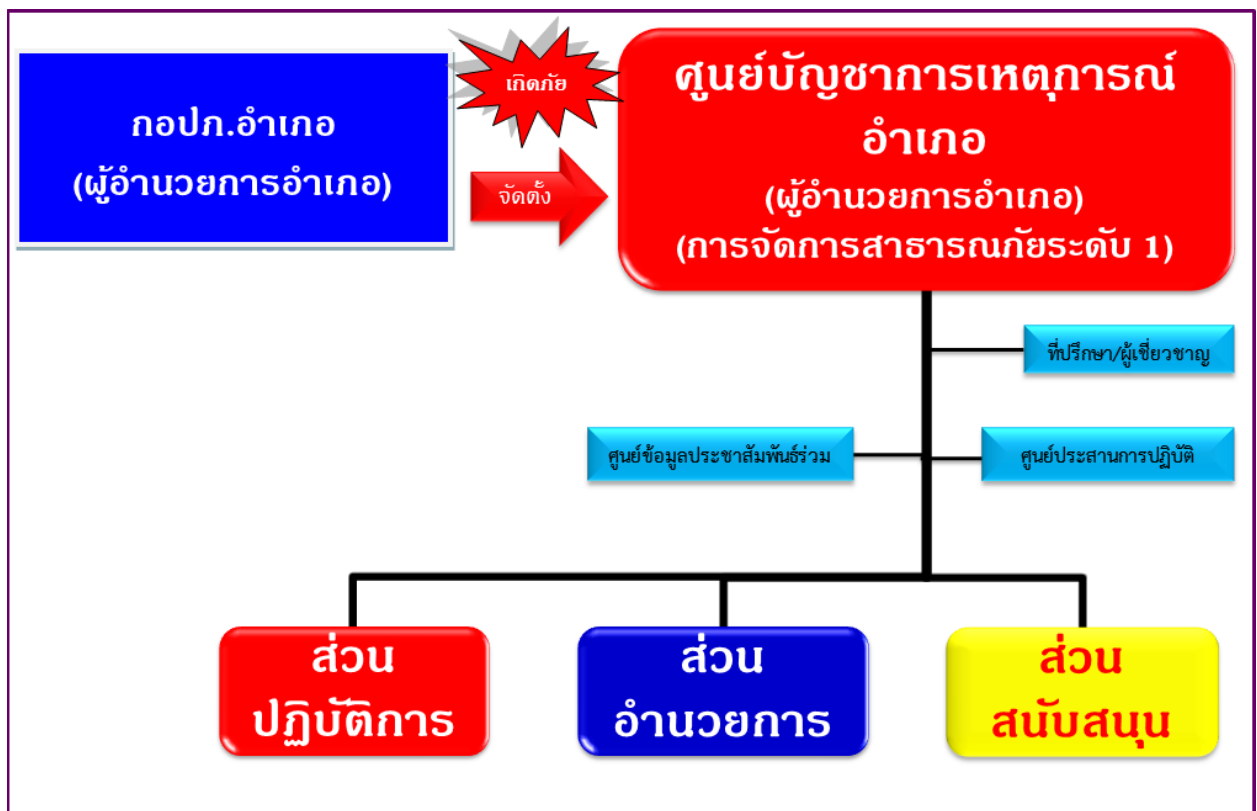 กอปภ.อำเภอ
(ผู้อำนวยการอำเภอ)
เกิดภัย
จัดตั้ง
ศูนย์บัญชาการเหตุการณ์
อำเภอ
(ผู้อำนวยการอำเภอ)
(การจัดการสาธารณภัยระดับ 1)
ที่ปรึกษา/ผู้เชี่ยวชาญ
ศูนย์ข้อมูลประชาสัมพันธ์ร่วม
ศูนย์ประสานการปฏิบัติ
ส่วน
ปฏิบัติการ
ส่วน
อำนวยการ
ส่วน
สนับสนุน